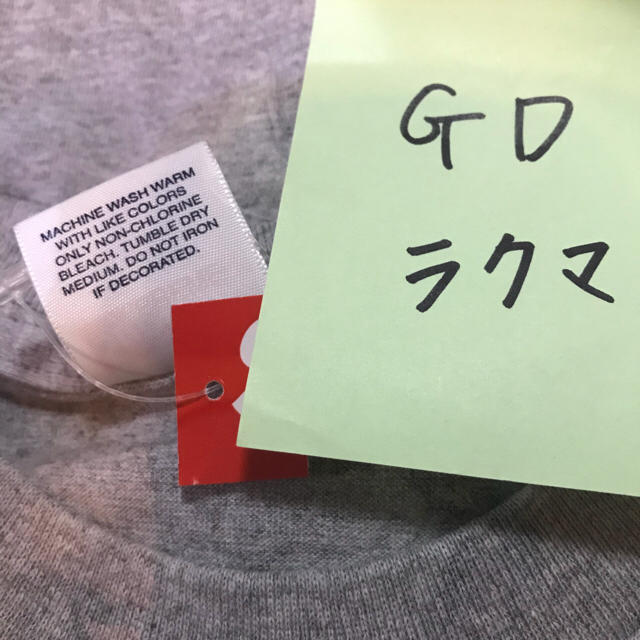 MACHINE WASH WARM
WITH LIKE COLORS
ONLY NON-CHLORINE
BLEACH. TUMBLE DRY
MEDIUM. DO NOT IRON
IF DECORATED.
GD
ラクマ